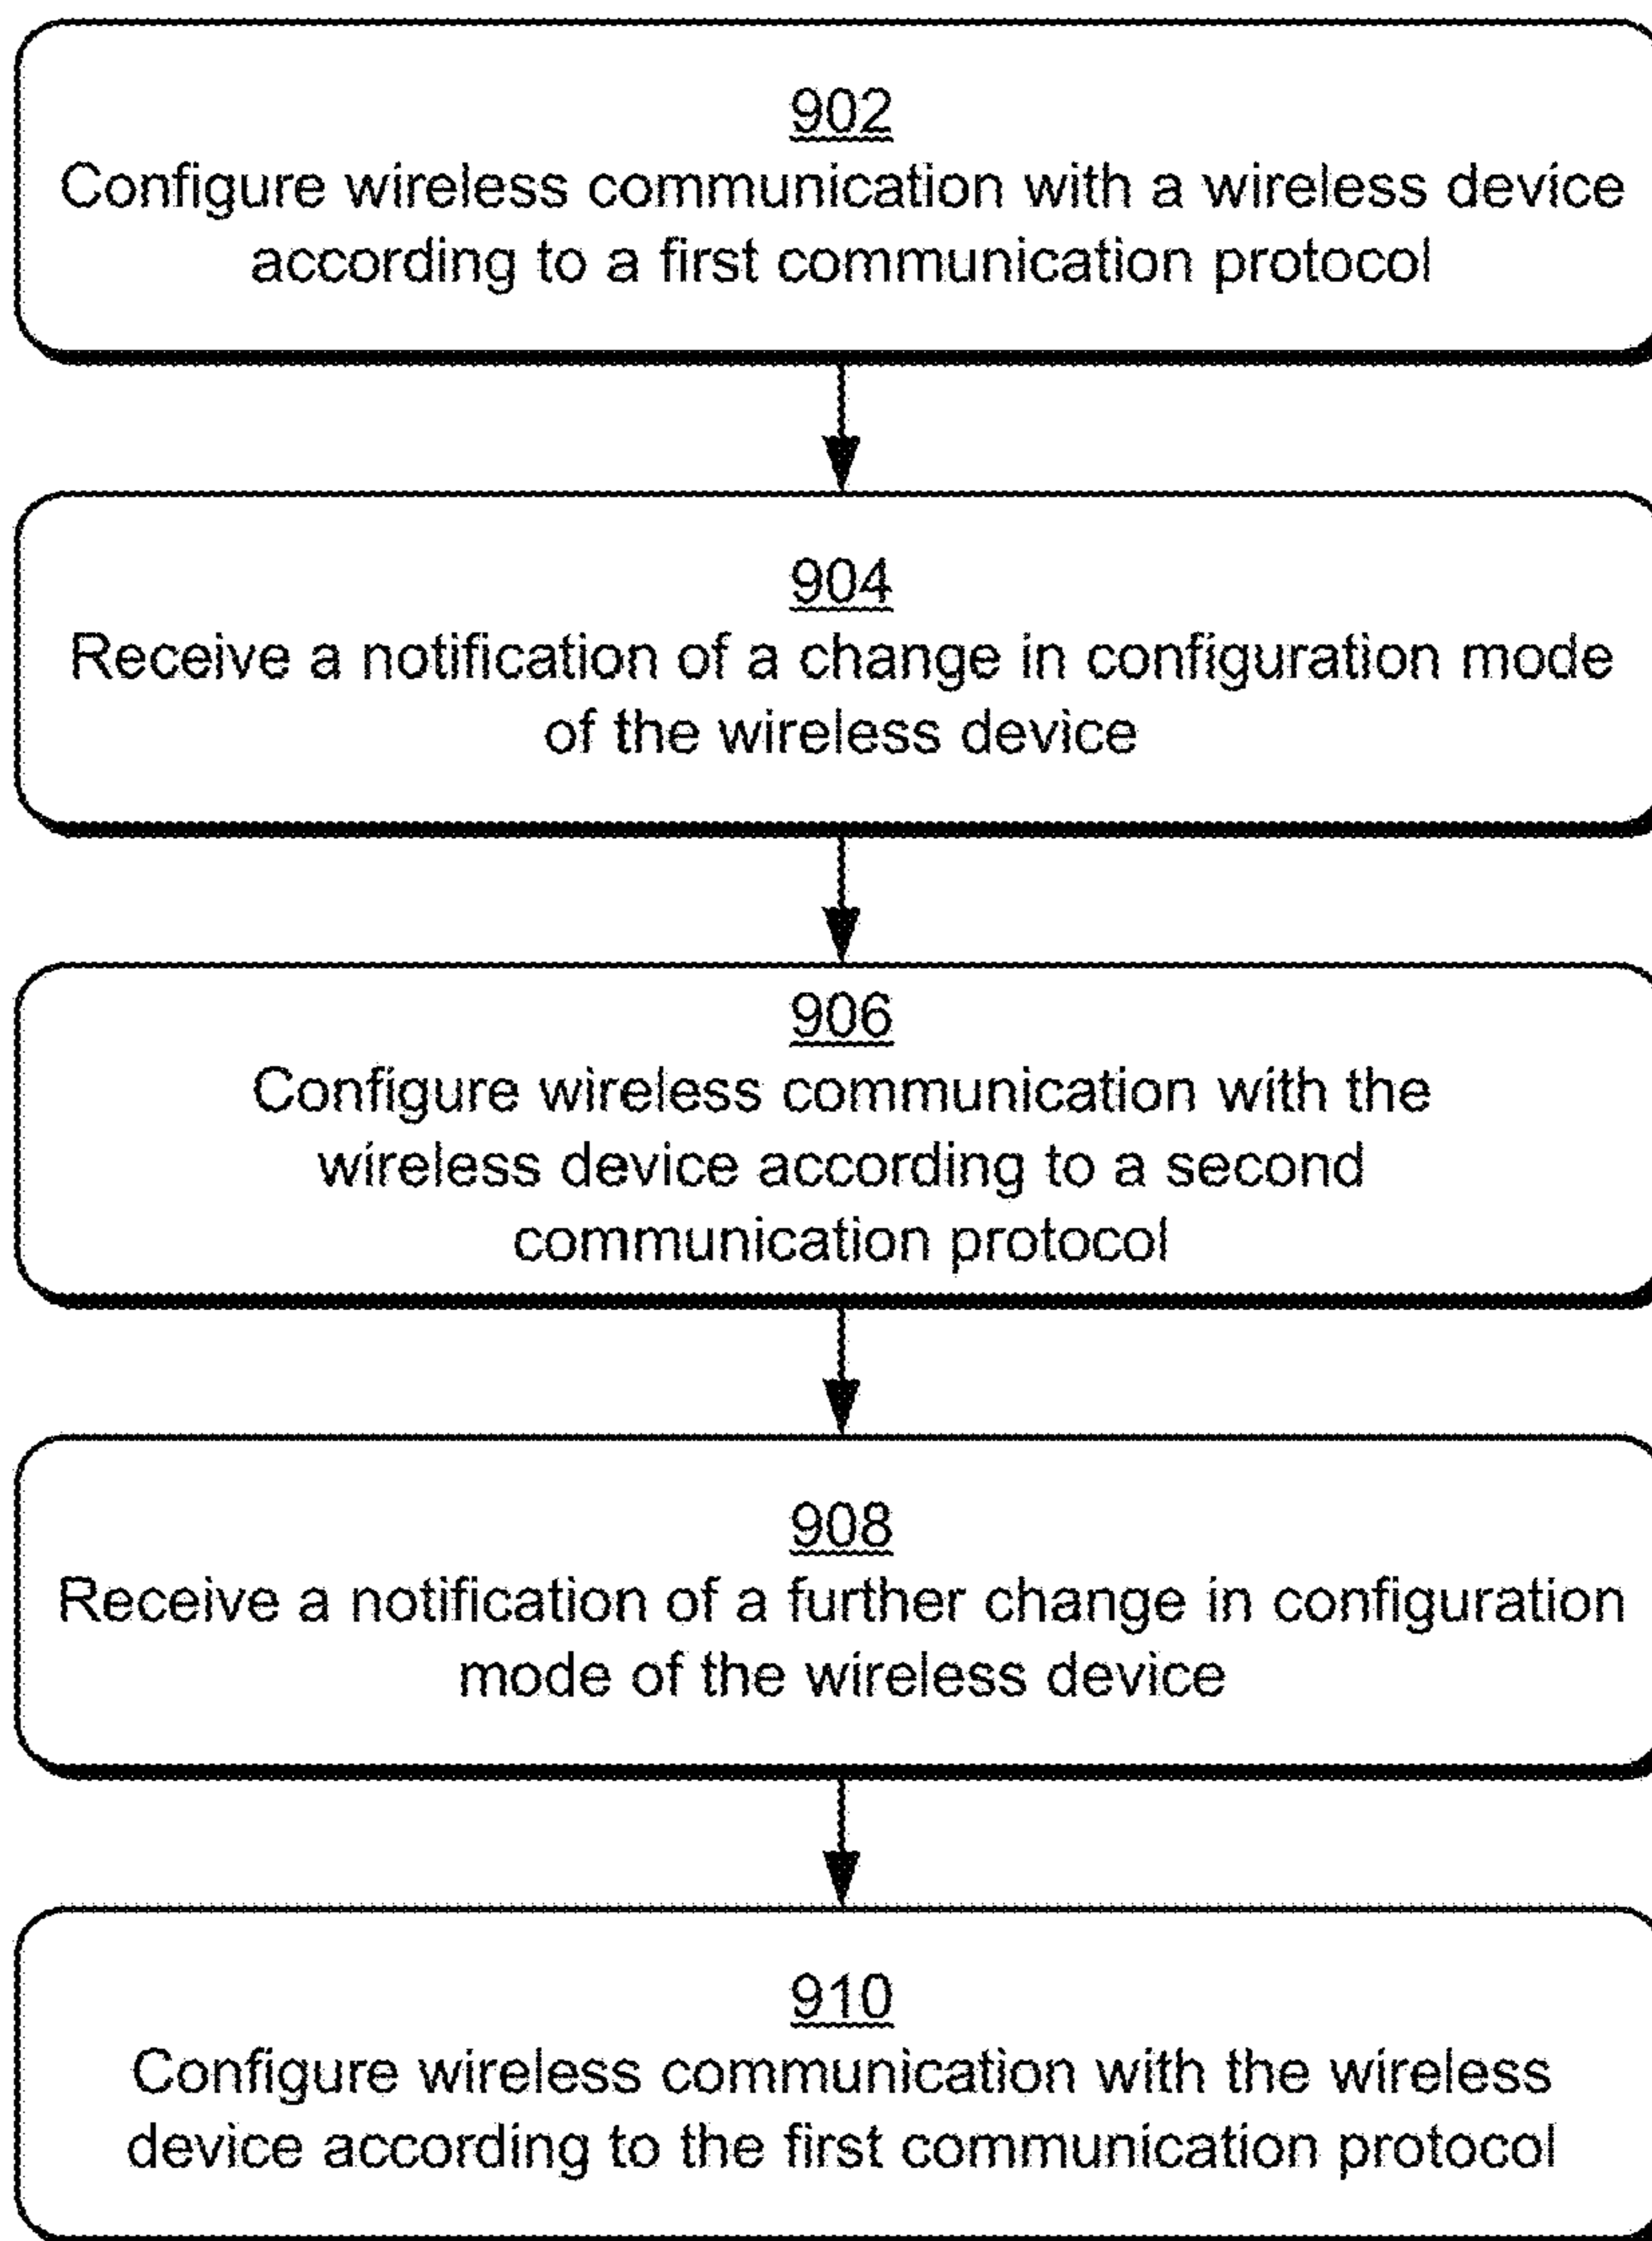 902
Configure wireless communication with a wireless device
according to a first communication protocol
904
Receive a notification of a change in configuration mode
of the wireless device
906
Configure wireless communication with the
wireless device according to a second
communication protocol
908
Receive a notification of a further change in configuration
mode of the wireless device
910
Configure wireless communication with the wireless
device according to the first communication protocol